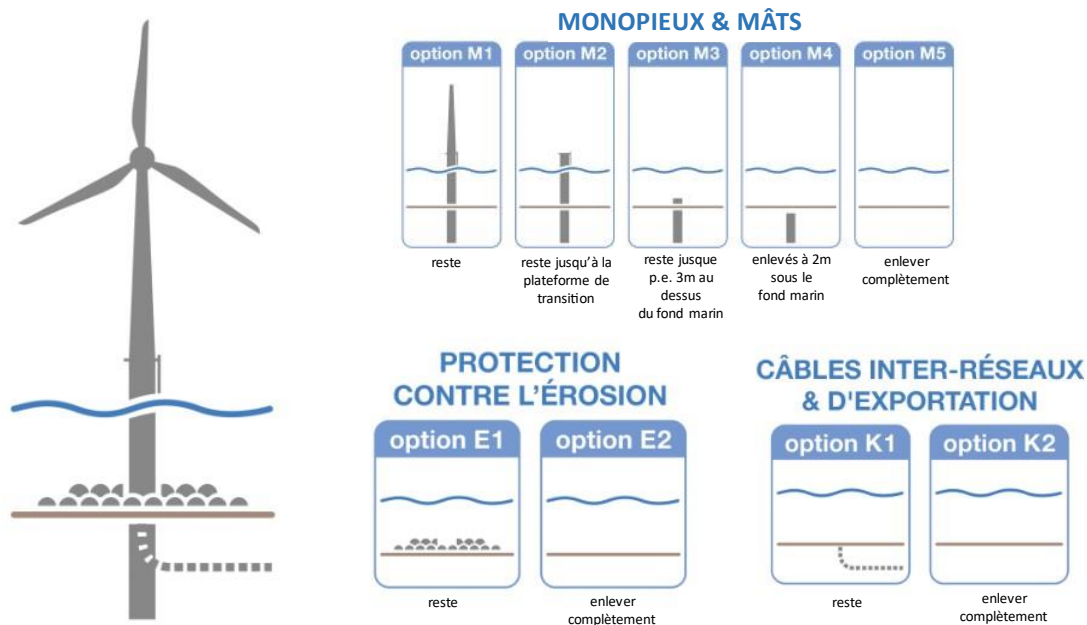 MONOPIEUX & MÂTS
option M1
option M2
option M3
option M4
option M5
reste
reste jusqu'à la
plateforme de
transition
reste jusque
p.e. 3m au
dessus
du fond marin
enlevés à 2m
sous le
fond marin
enlever
complètement
PROTECTION
CONTRE L'ÉROSION
option E1
option E2
reste
enlever
complètement
CÂBLES INTER-RÉSEAUX
& D'EXPORTATION
option K1
option K2
reste
enlever
complètement